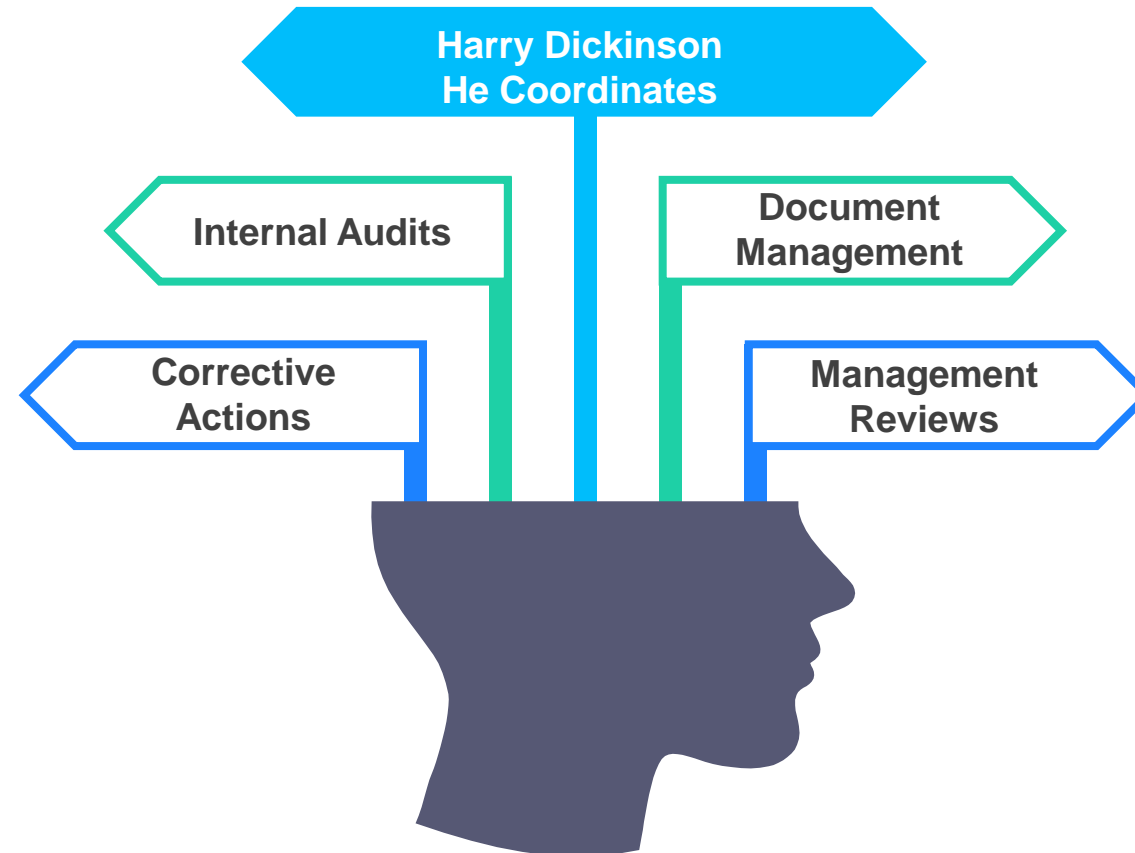 Harry Dickinson
He Coordinates
Internal Audits
Document
Management
Corrective
Actions
Management
Reviews